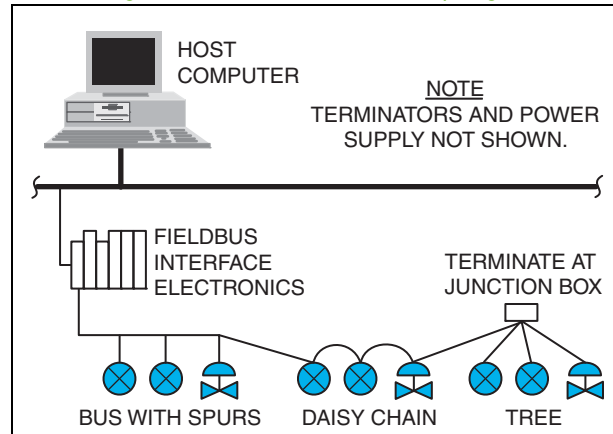 HOST
COMPUTER
NOTE
TERMINATORS AND POWER
SUPPLY NOT SHOWN.
FIELDBUS
INTERFACE
ELECTRONICS
TERMINATE AT
JUNCTION BOX
BUS WITH SPURS
DAISY CHAIN
TREE